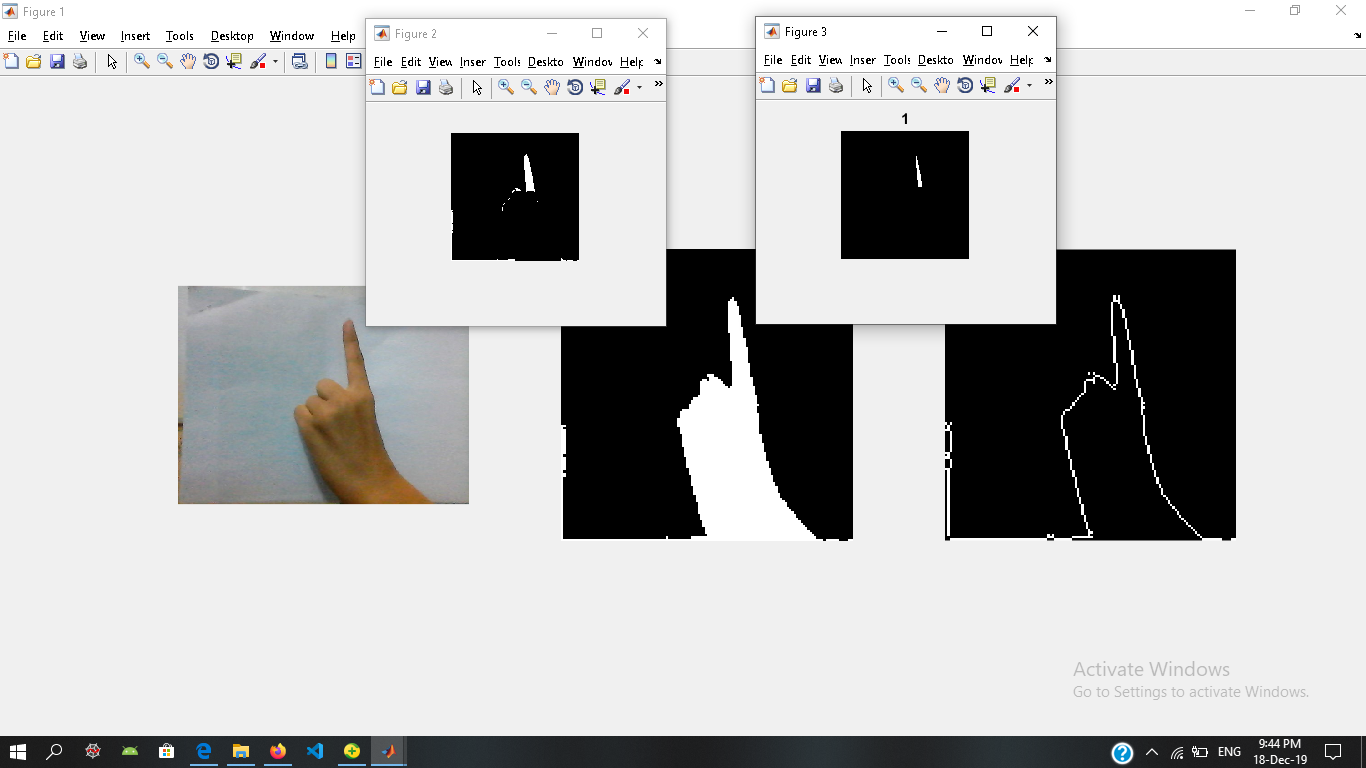 Figure 1
File Edit View Insert Tools Desktop Window Help
Figure 2
File Edit View Inser Tools Deskto Windov Help
Figure 3
File Edit View Inser Tools Deskto Windov Help
1
Activate Windows
Go to Settings to activate Windows.
ENG
9:44 PM
18-Dec-19